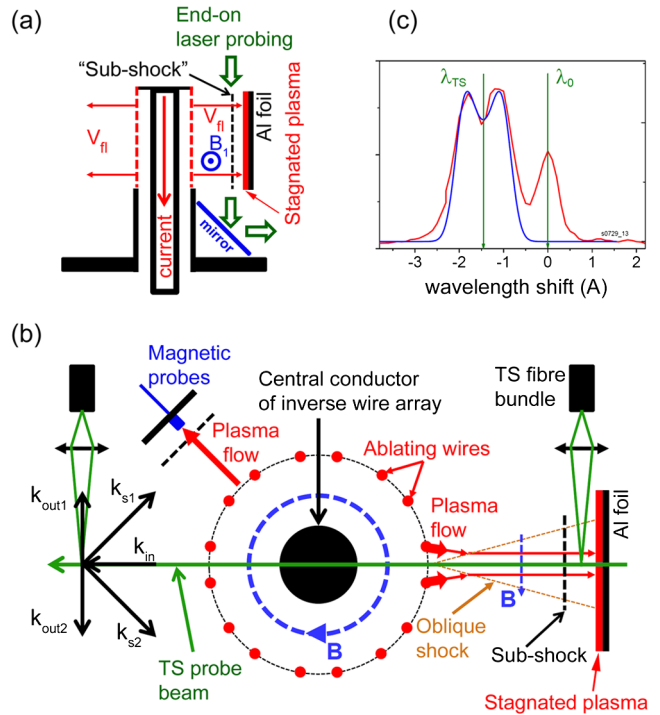 (a)
End-on
laser probing
"Sub-shock"
V_fl
V_fl
B_1
Al foil
Stagnated plasma
current
mirror
(c)
λ_TS
λ_0
s0729_13
-3 -2 -1 0 1 2
wavelength shift (A)
(b)
Magnetic
probes
Plasma
flow
Central conductor
of inverse wire array
TS fibre
bundle
Ablating wires
Plasma
flow
Al foil
k_out1
k_s1
k_in
k_out2
k_s2
TS probe
beam
B
B
Oblique
shock
Sub-shock
Stagnated plasma